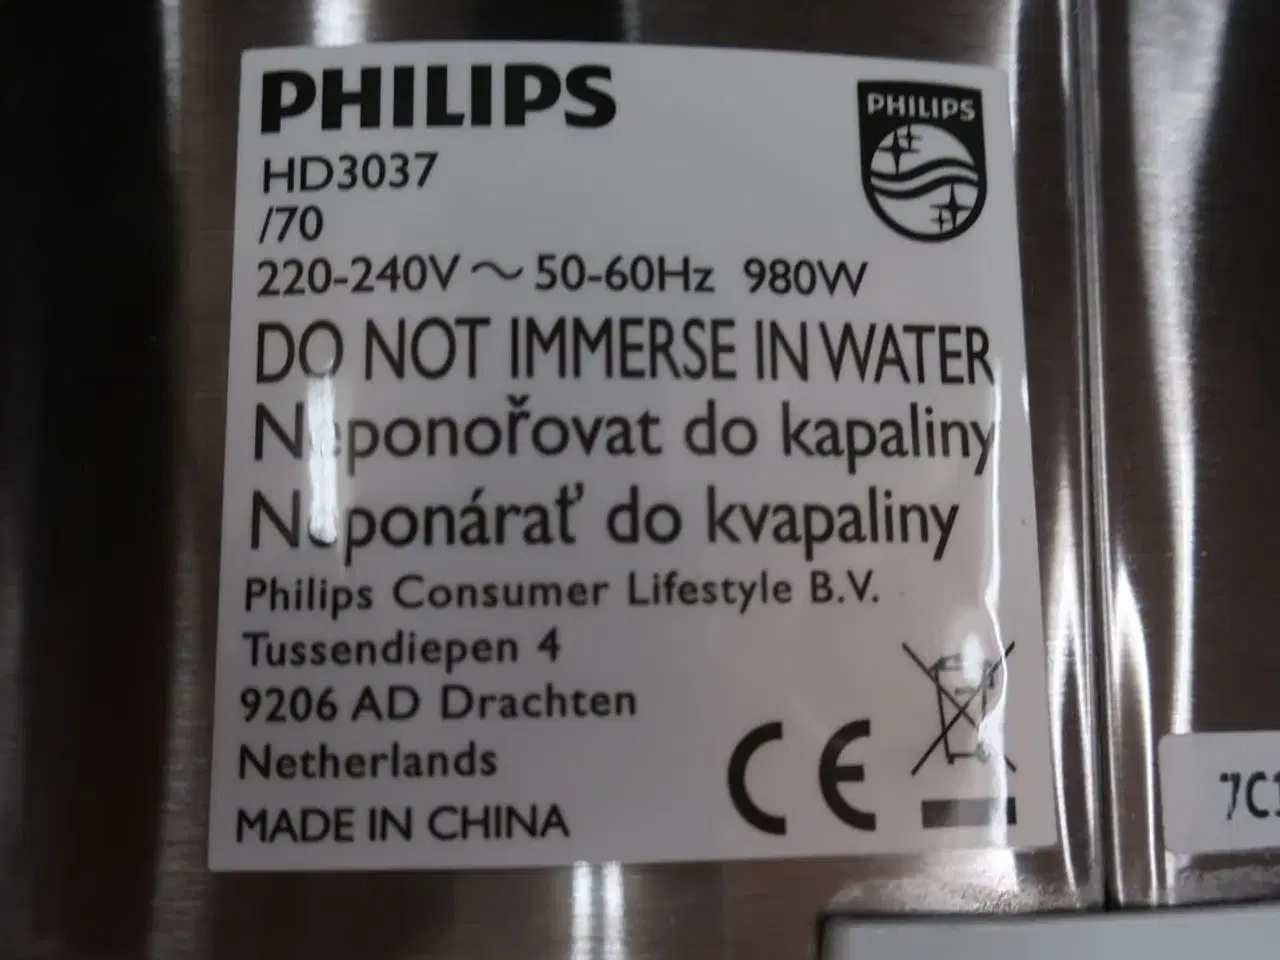 PHILIPS
PHILIPS
HD3037
/70
220-240V ~ 50-60Hz 980W
DO NOT IMMERSE IN WATER
Neponořovat do kapaliny
Neponárať do kvapaliny
Philips Consumer Lifestyle B.V.
Tussendiepen 4
9206 AD Drachten
Netherlands
MADE IN CHINA
CE